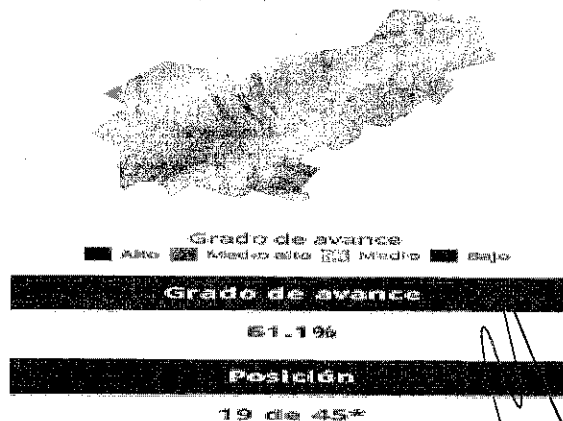 Grado de avance
Alto Medio alto Medio Bajo
Grado de avance
61.1%
Posición
19 de 45*